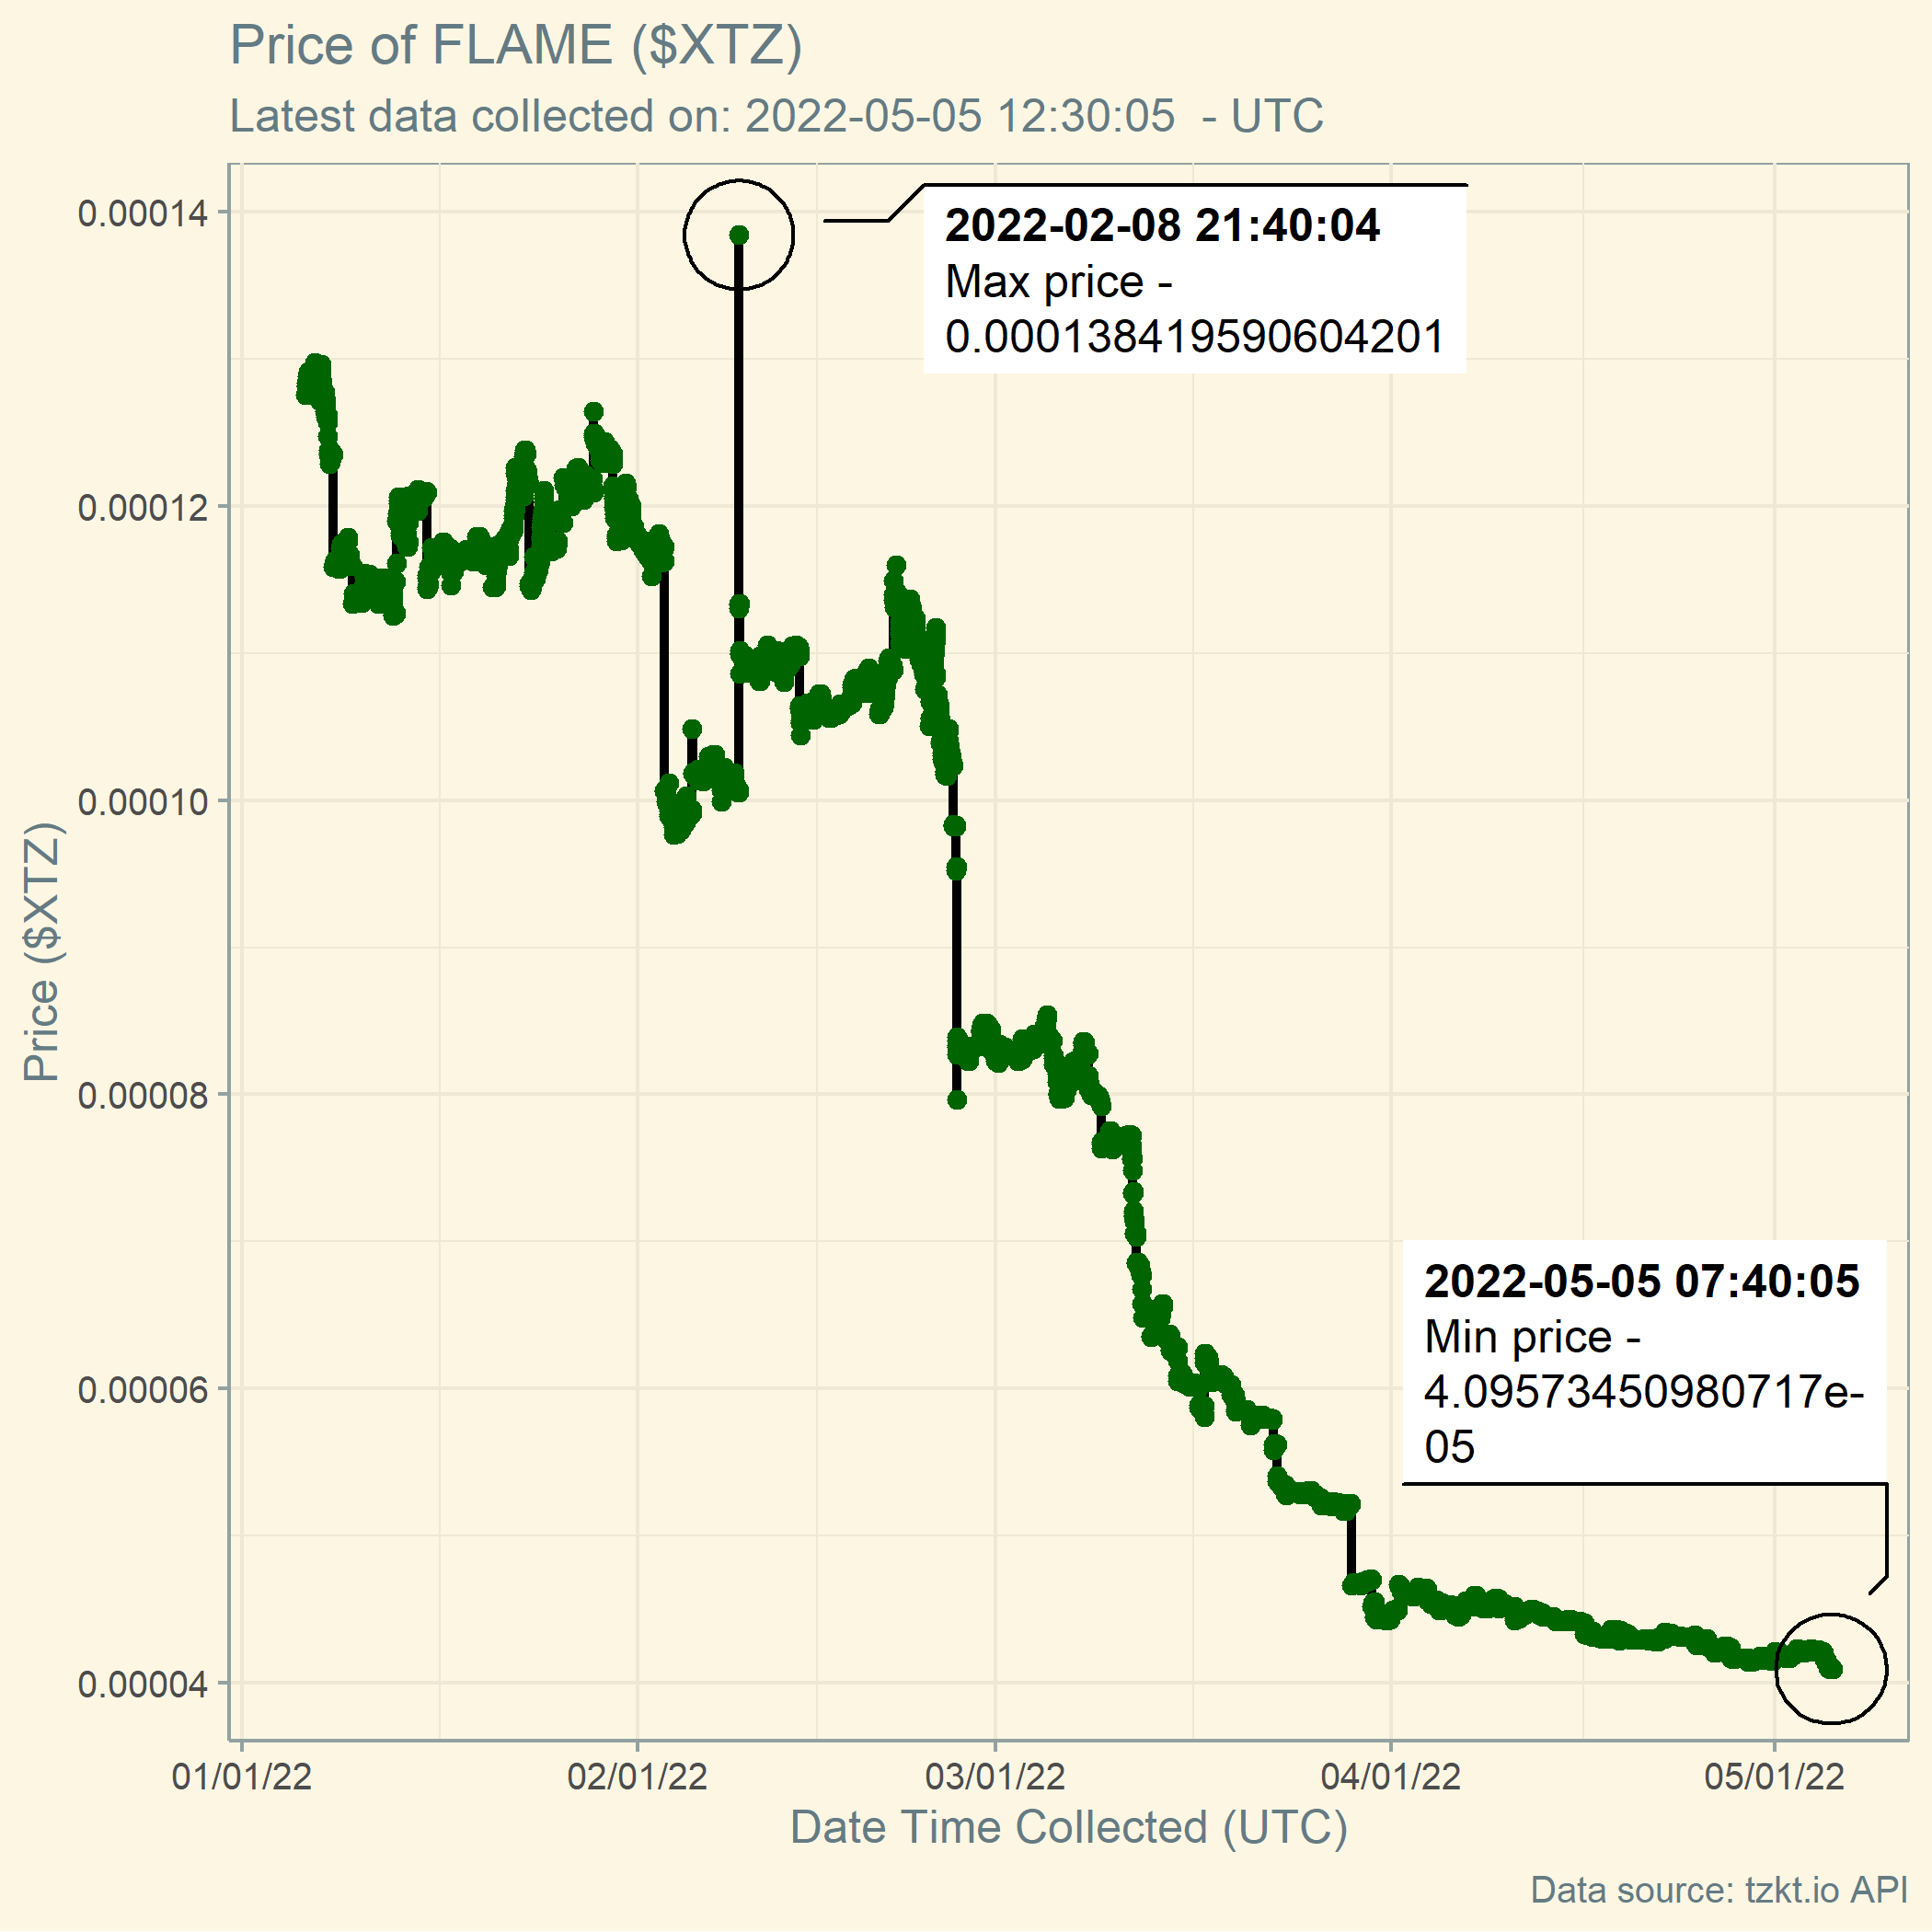 Price of FLAME ($XTZ)
Latest data collected on: 2022-05-05 12:30:05  - UTC
0.00014
0.00012
0.00010
0.00008
0.00006
0.00004
Price ($XTZ)
2022-02-08 21:40:04
Max price -
0.000138419590604201
2022-05-05 07:40:05
Min price -
4.09573450980717e-
05
01/01/22
02/01/22
03/01/22
04/01/22
05/01/22
Date Time Collected (UTC)
Data source: tzkt.io API